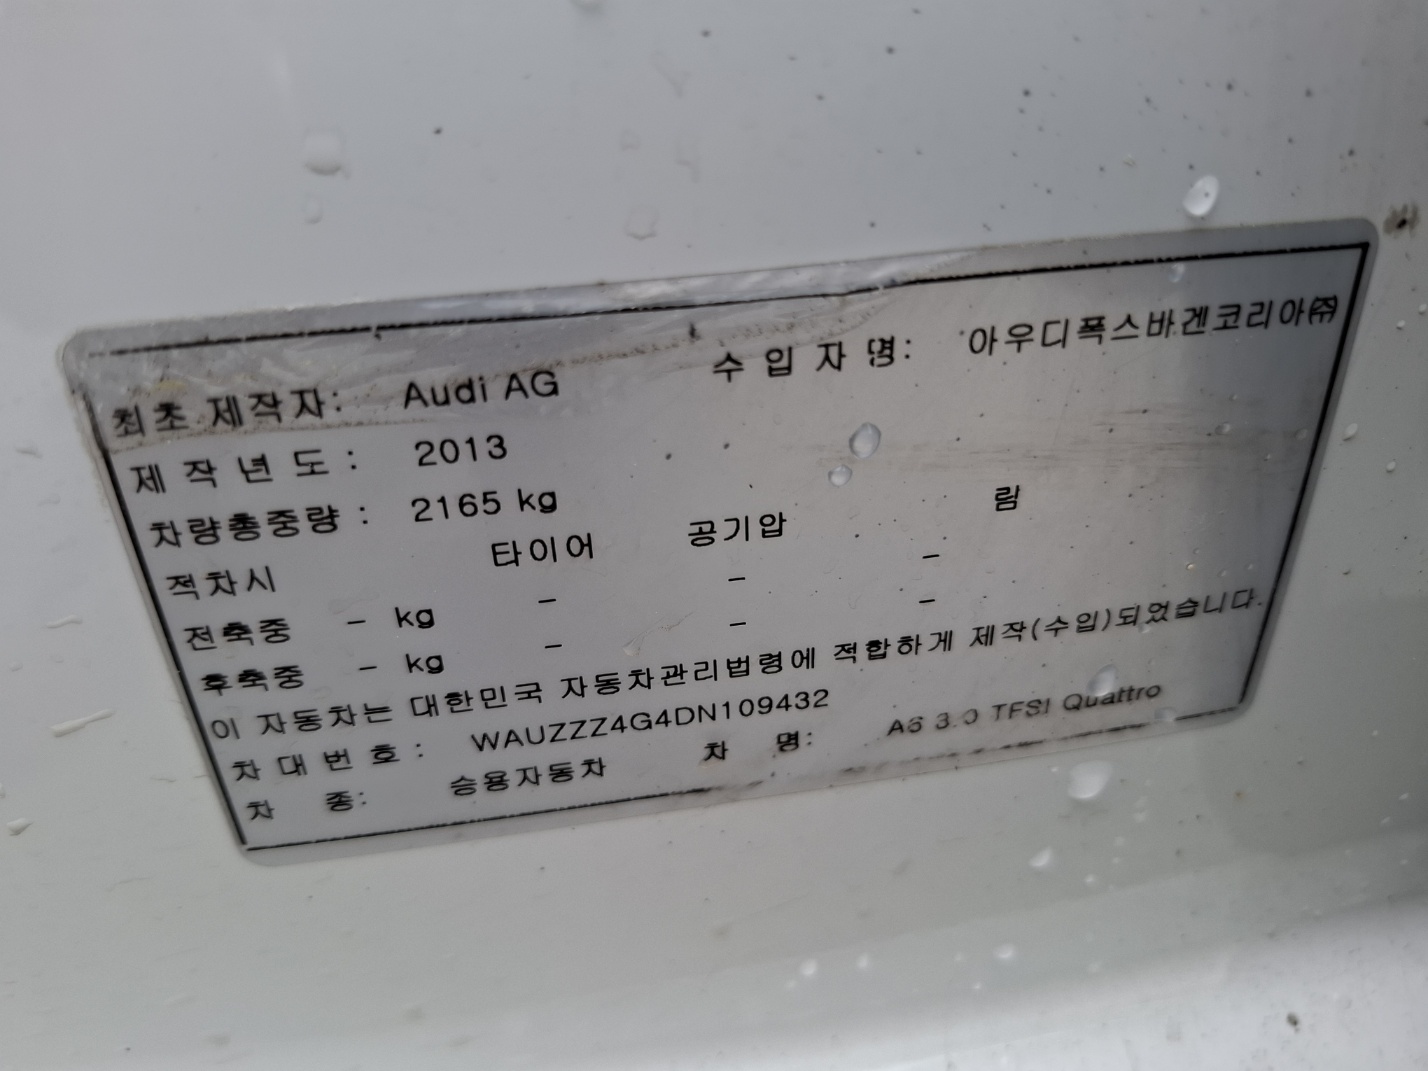 최초 제작자: Audi AG 수 입 자 명: 아우디폭스바겐코리아㈜
제 작 년 도 : 2013
차량총중량 : 2165 kg
적차시 타이어 공기압 림
전축중 - kg - - -
후축중 - kg - - -
이 자동차는 대한민국 자동차관리법령에 적합하게 제작(수입)되었습니다.
차 대 번 호 : WAUZZZ4G4DN109432
차 종: 승용자동차 차 명: A6 3.0 TFSI Quattro